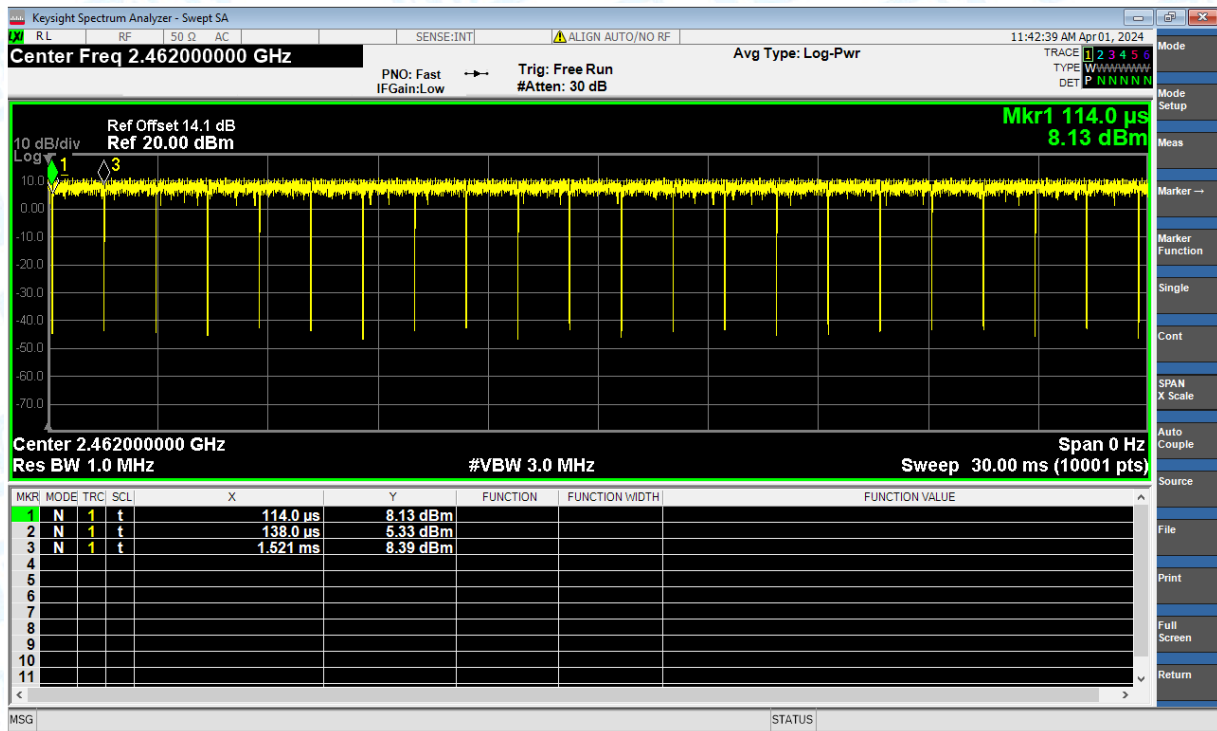 Keysight Spectrum Analyzer - Swept SA
LXI RL RF 50 Ω AC SENSE:INT ALIGN AUTO/NO RF 11:42:39 AM Apr 01, 2024
Center Freq 2.462000000 GHz
PNO: Fast
IFGain:Low
Trig: Free Run
#Atten: 30 dB
Avg Type: Log-Pwr
TRACE 1 2 3 4 5 6
TYPE W W W W W W
DET P N N N N N
Ref Offset 14.1 dB
10 dB/div Ref 20.00 dBm
Log
Mkr1 114.0 µs
8.13 dBm
1
3
10.0
0.00
-10.0
-20.0
-30.0
-40.0
-50.0
-60.0
-70.0
Center 2.462000000 GHz Span 0 Hz
Res BW 1.0 MHz #VBW 3.0 MHz Sweep 30.00 ms (10001 pts)
MKR MODE TRC SCL X Y FUNCTION FUNCTION WIDTH FUNCTION VALUE
1 N 1 t 114.0 µs 8.13 dBm
2 N 1 t 138.0 µs 5.33 dBm
3 N 1 t 1.521 ms 8.39 dBm
4
5
6
7
8
9
10
11
MSG STATUS
Mode
Mode
Setup
Meas
Marker→
Marker
Function
Single
Cont
SPAN
X Scale
Auto
Couple
Source
File
Print
Full
Screen
Return